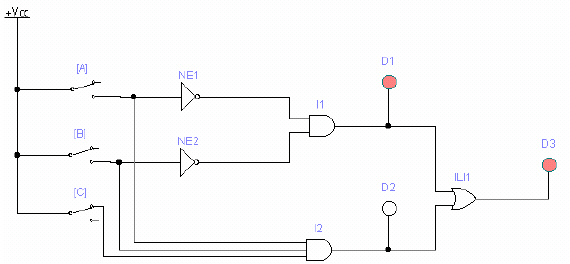 +Vcc
[A]
NE1
D1
I1
[B]
NE2
D3
[C]
D2
ILI1
I2